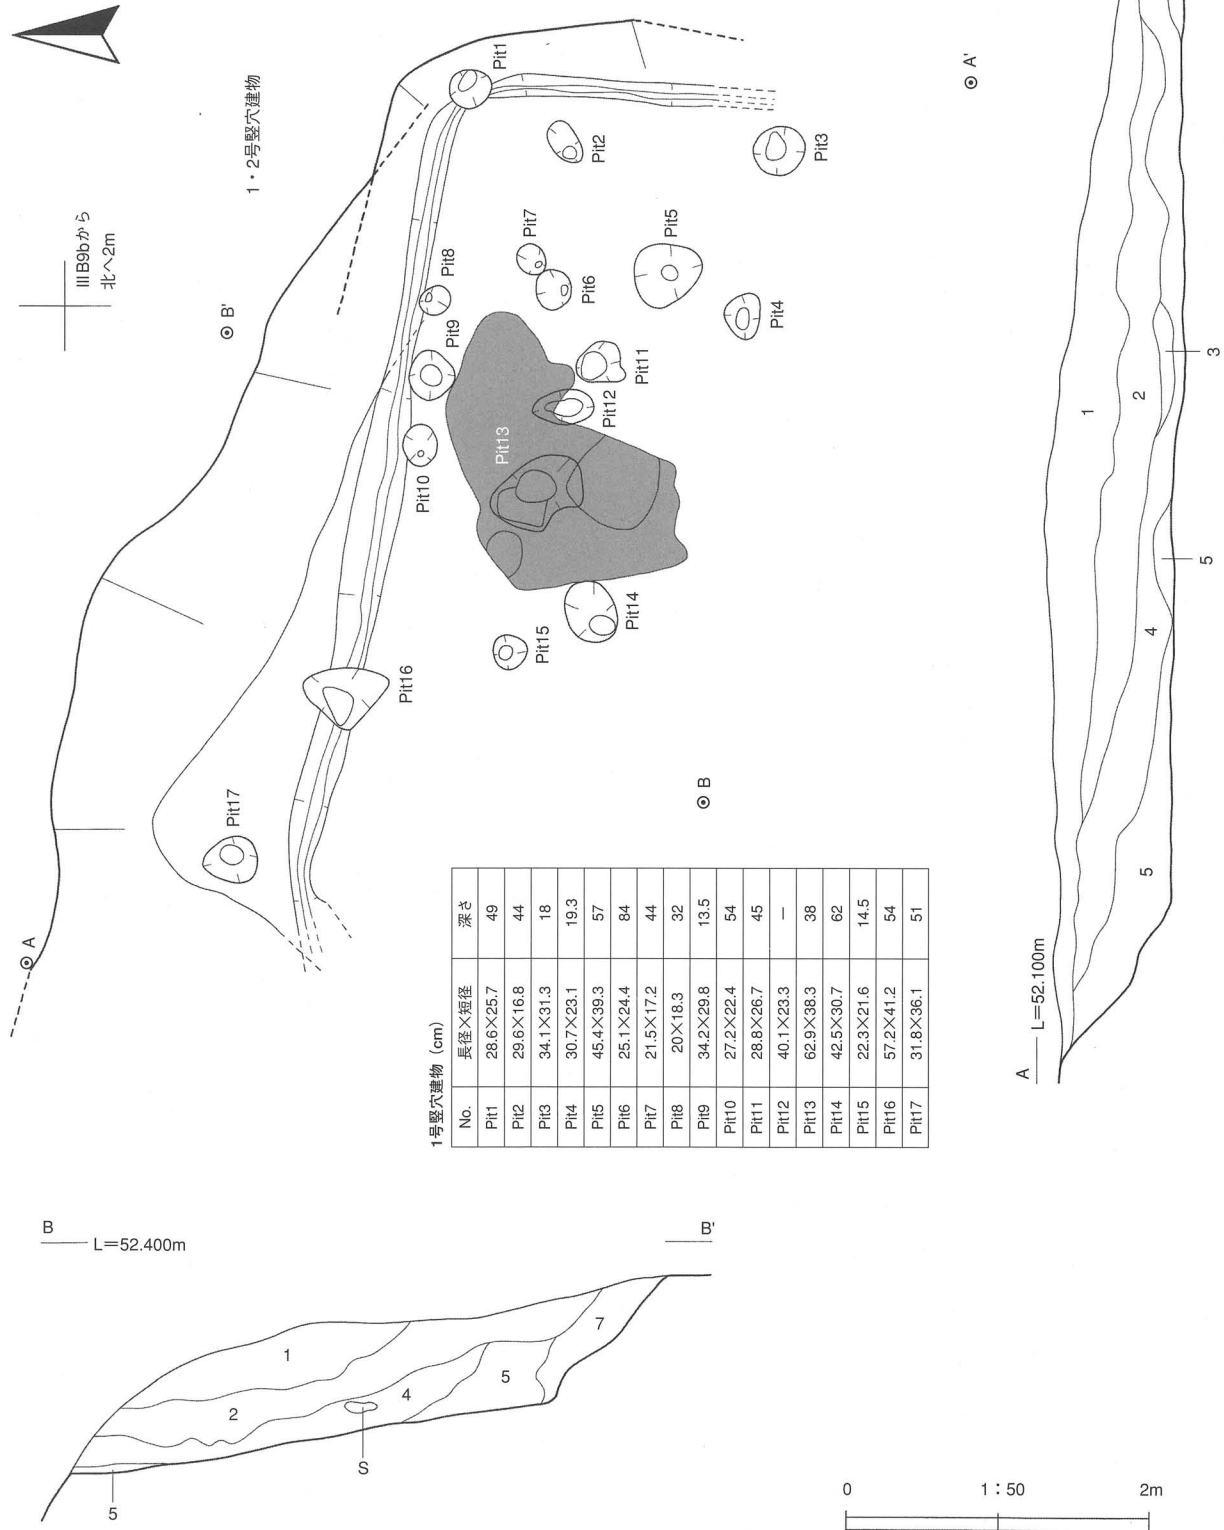 1・2号竪穴建物
ⅢB9bから
北へ2m
A
A'
B
B'
Pit1
Pit2
Pit3
Pit4
Pit5
Pit6
Pit7
Pit8
Pit9
Pit10
Pit11
Pit12
Pit13
Pit14
Pit15
Pit16
Pit17
1号竪穴建物 (cm)
No. 長径×短径 深さ
Pit1 28.6×25.7 49
Pit2 29.6×16.8 44
Pit3 34.1×31.3 18
Pit4 30.7×23.1 19.3
Pit5 45.4×39.3 57
Pit6 25.1×24.4 84
Pit7 21.5×17.2 44
Pit8 20×18.3 32
Pit9 34.2×29.8 13.5
Pit10 27.2×22.4 54
Pit11 28.8×26.7 45
Pit12 40.1×23.3 －
Pit13 62.9×38.3 38
Pit14 42.5×30.7 62
Pit15 22.3×21.6 14.5
Pit16 57.2×41.2 54
Pit17 31.8×36.1 51
A L＝52.100m
1
2
3
4
5
5
B B'
L＝52.400m
1
2
4
5
7
S
5
0 1：50 2m